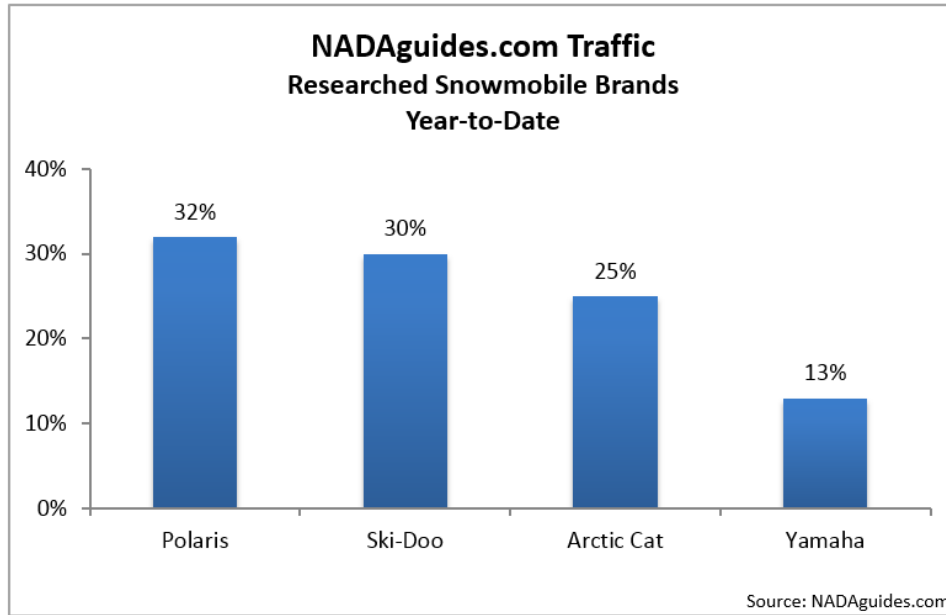 NADAguides.com Traffic
Researched Snowmobile Brands
Year-to-Date
40%
30%
20%
10%
0%
32%
30%
25%
13%
Polaris
Ski-Doo
Arctic Cat
Yamaha
Source: NADAguides.com